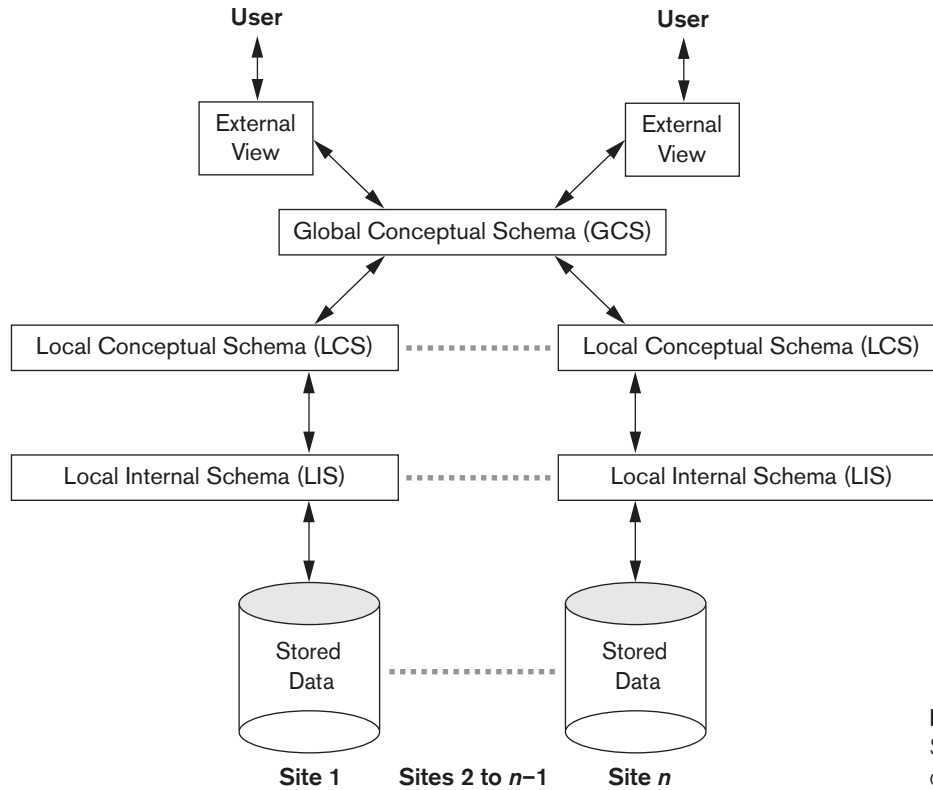 User
User
External
View
External
View
Global Conceptual Schema (GCS)
Local Conceptual Schema (LCS)
Local Conceptual Schema (LCS)
Local Internal Schema (LIS)
Local Internal Schema (LIS)
Stored
Data
Stored
Data
Site 1
Sites 2 to n–1
Site n